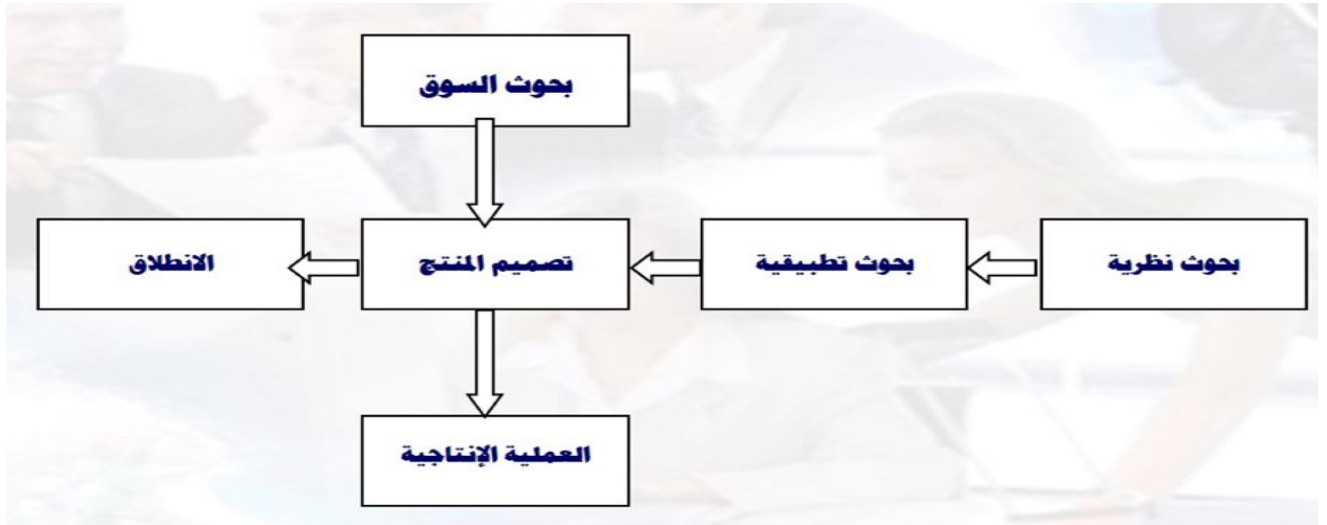 بحوث السوق
بحوث نظرية
بحوث تطبيقية
تصميم المنتج
الانطلاق
العملية الإنتاجية